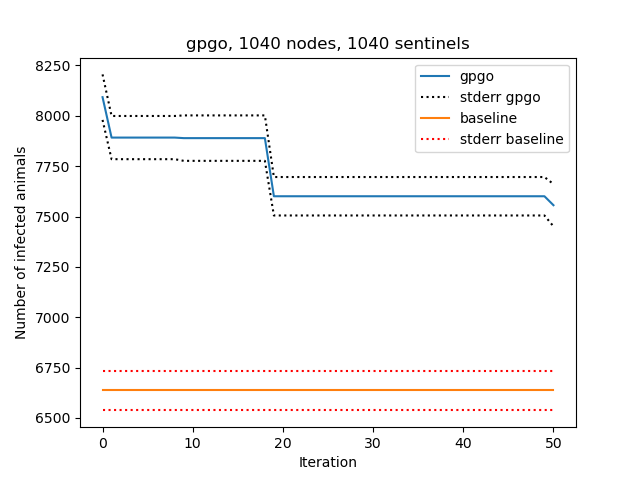 gpgo, 1040 nodes, 1040 sentinels
8250
8000
7750
7500
7250
7000
6750
6500
Number of infected animals
gpgo
stderr gpgo
baseline
stderr baseline
0
10
20
30
40
50
Iteration